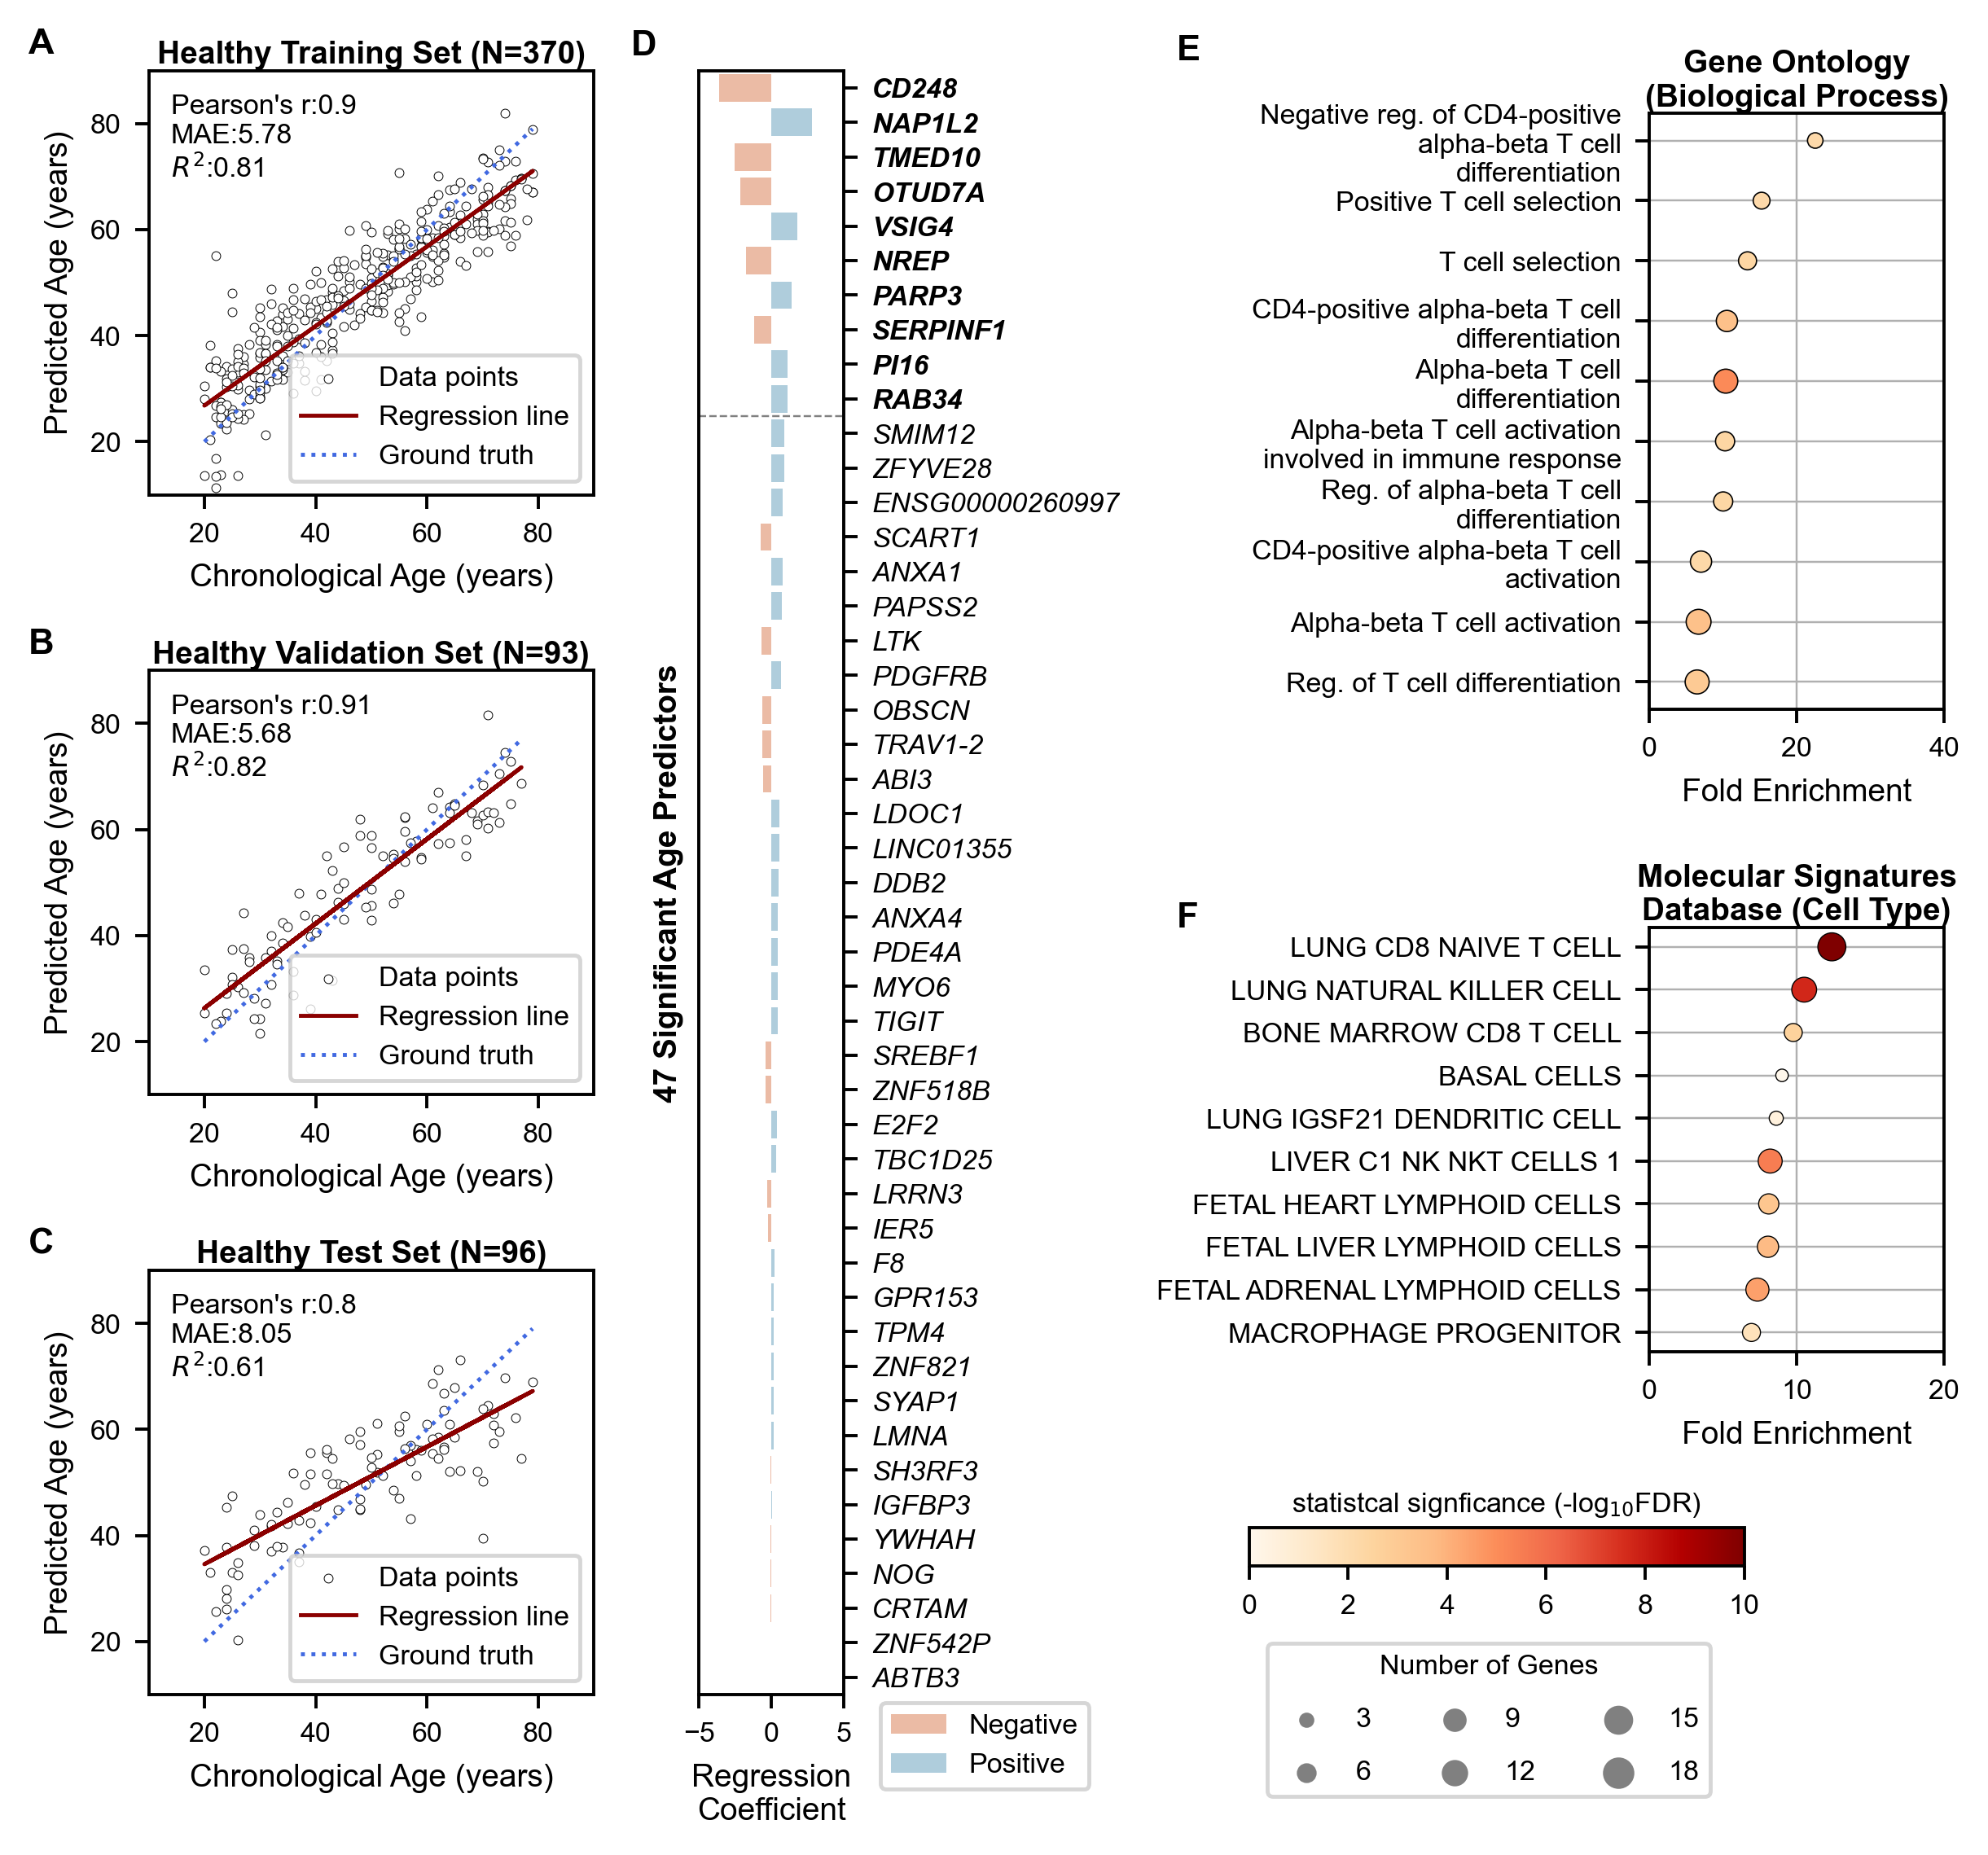 A
Healthy Training Set (N=370)
Pearson's r:0.9
MAE:5.78
R²:0.81
80
60
40
20
Predicted Age (years)
Data points
Regression line
Ground truth
20 40 60 80
Chronological Age (years)
B
Healthy Validation Set (N=93)
Pearson's r:0.91
MAE:5.68
R²:0.82
80
60
40
20
Predicted Age (years)
Data points
Regression line
Ground truth
20 40 60 80
Chronological Age (years)
C
Healthy Test Set (N=96)
Pearson's r:0.8
MAE:8.05
R²:0.61
80
60
40
20
Predicted Age (years)
Data points
Regression line
Ground truth
20 40 60 80
Chronological Age (years)
D
47 Significant Age Predictors
CD248
NAP1L2
TMED10
OTUD7A
VSIG4
NREP
PARP3
SERPINF1
PI16
RAB34
SMIM12
ZFYVE28
ENSG00000260997
SCART1
ANXA1
PAPSS2
LTK
PDGFRB
OBSCN
TRAV1-2
ABI3
LDOC1
LINC01355
DDB2
ANXA4
PDE4A
MYO6
TIGIT
SREBF1
ZNF518B
E2F2
TBC1D25
LRRN3
IER5
F8
GPR153
TPM4
ZNF821
SYAP1
LMNA
SH3RF3
IGFBP3
YWHAH
NOG
CRTAM
ZNF542P
ABTB3
−5 0 5
Regression
Coefficient
Negative
Positive
E
Gene Ontology
(Biological Process)
Negative reg. of CD4-positive
alpha-beta T cell
differentiation
Positive T cell selection
T cell selection
CD4-positive alpha-beta T cell
differentiation
Alpha-beta T cell
differentiation
Alpha-beta T cell activation
involved in immune response
Reg. of alpha-beta T cell
differentiation
CD4-positive alpha-beta T cell
activation
Alpha-beta T cell activation
Reg. of T cell differentiation
0 20 40
Fold Enrichment
F
Molecular Signatures
Database (Cell Type)
LUNG CD8 NAIVE T CELL
LUNG NATURAL KILLER CELL
BONE MARROW CD8 T CELL
BASAL CELLS
LUNG IGSF21 DENDRITIC CELL
LIVER C1 NK NKT CELLS 1
FETAL HEART LYMPHOID CELLS
FETAL LIVER LYMPHOID CELLS
FETAL ADRENAL LYMPHOID CELLS
MACROPHAGE PROGENITOR
0 10 20
Fold Enrichment
statistcal signficance (-log₁₀FDR)
0 2 4 6 8 10
Number of Genes
3 9 15
6 12 18